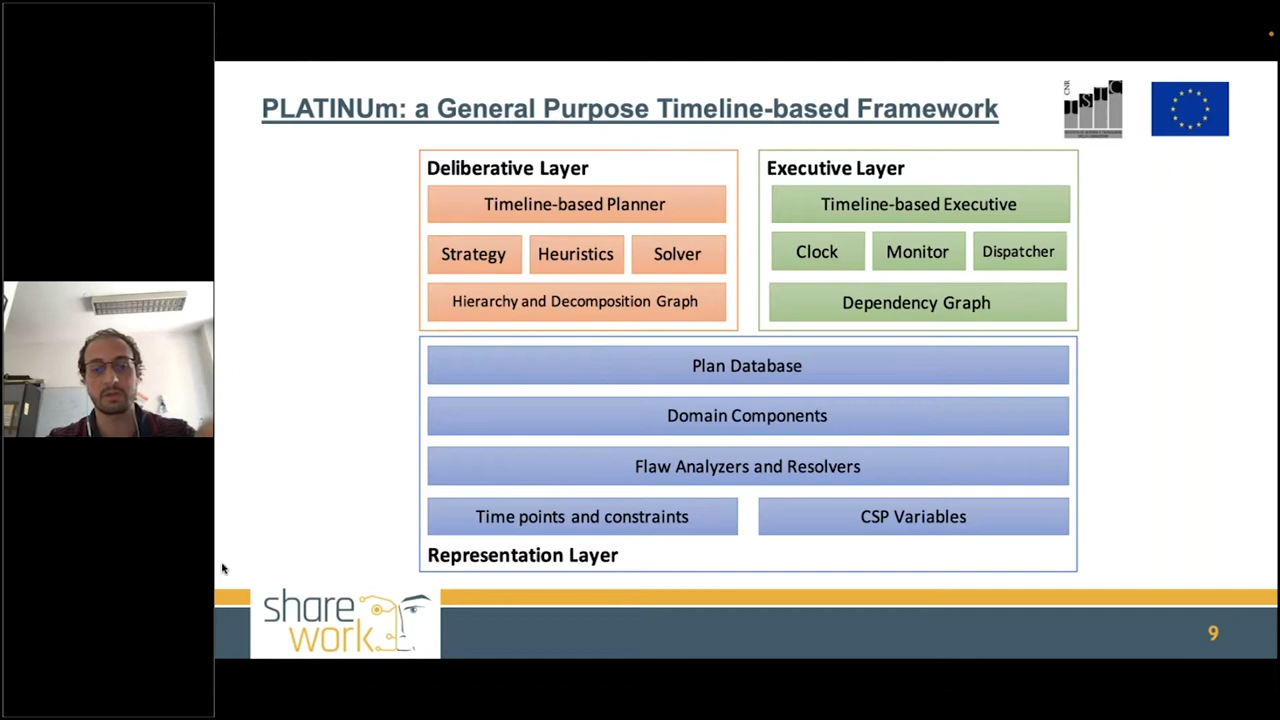 PLATINUm: a General Purpose Timeline-based Framework
CNR
Deliberative Layer
Timeline-based Planner
Strategy
Heuristics
Solver
Hierarchy and Decomposition Graph
Executive Layer
Timeline-based Executive
Clock
Monitor
Dispatcher
Dependency Graph
Plan Database
Domain Components
Flaw Analyzers and Resolvers
Time points and constraints
CSP Variables
Representation Layer
share
work
9